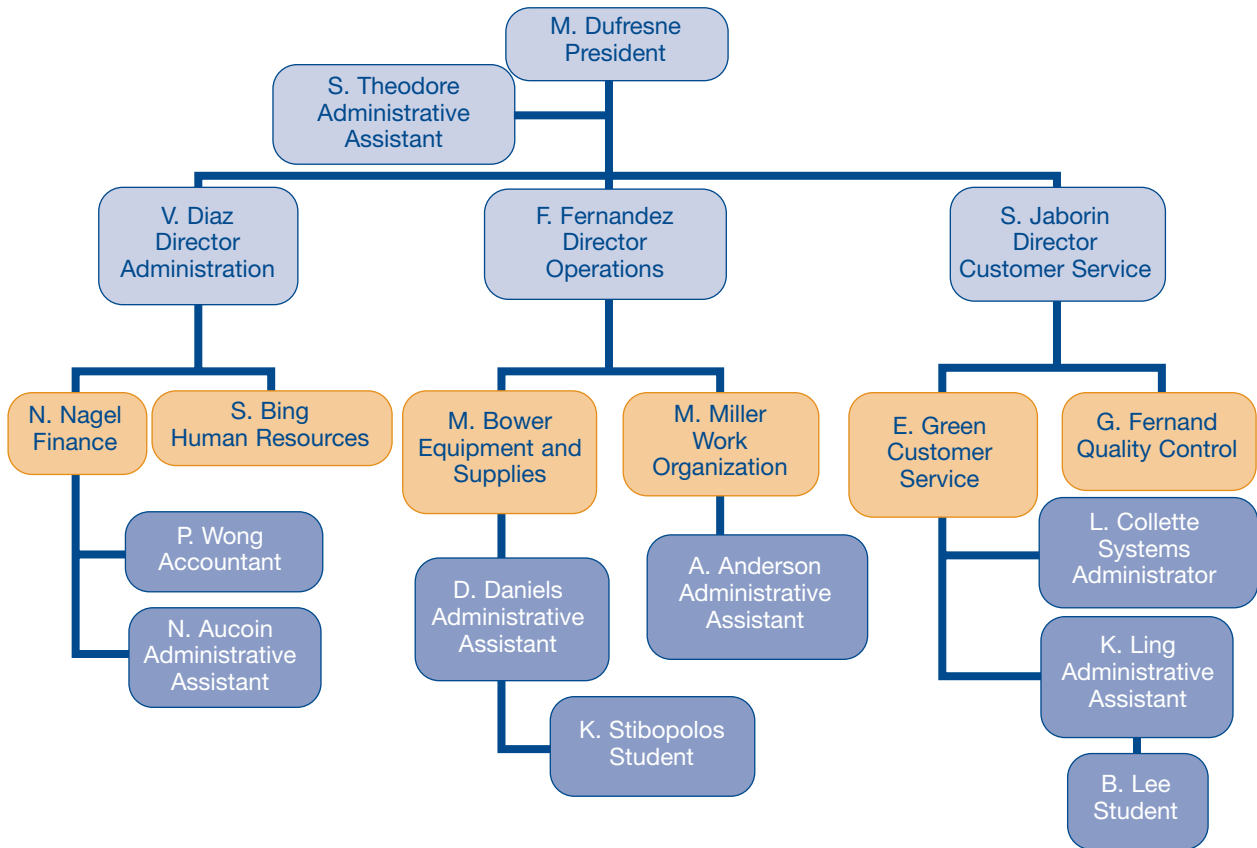 M. Dufresne
President
S. Theodore
Administrative
Assistant
V. Diaz
Director
Administration
F. Fernandez
Director
Operations
S. Jaborin
Director
Customer Service
N. Nagel
Finance
S. Bing
Human Resources
M. Bower
Equipment and
Supplies
M. Miller
Work
Organization
E. Green
Customer
Service
G. Fernand
Quality Control
P. Wong
Accountant
N. Aucoin
Administrative
Assistant
D. Daniels
Administrative
Assistant
K. Stibopolos
Student
A. Anderson
Administrative
Assistant
L. Collette
Systems
Administrator
K. Ling
Administrative
Assistant
B. Lee
Student